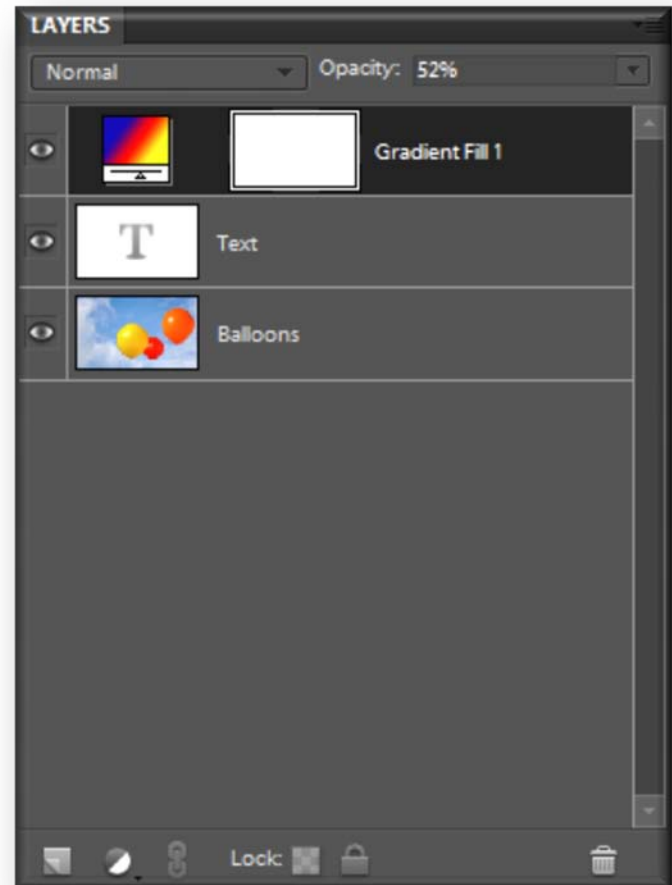 LAYERS
Normal Opacity: 52%
Gradient Fill 1
T Text
Balloons
Lock: